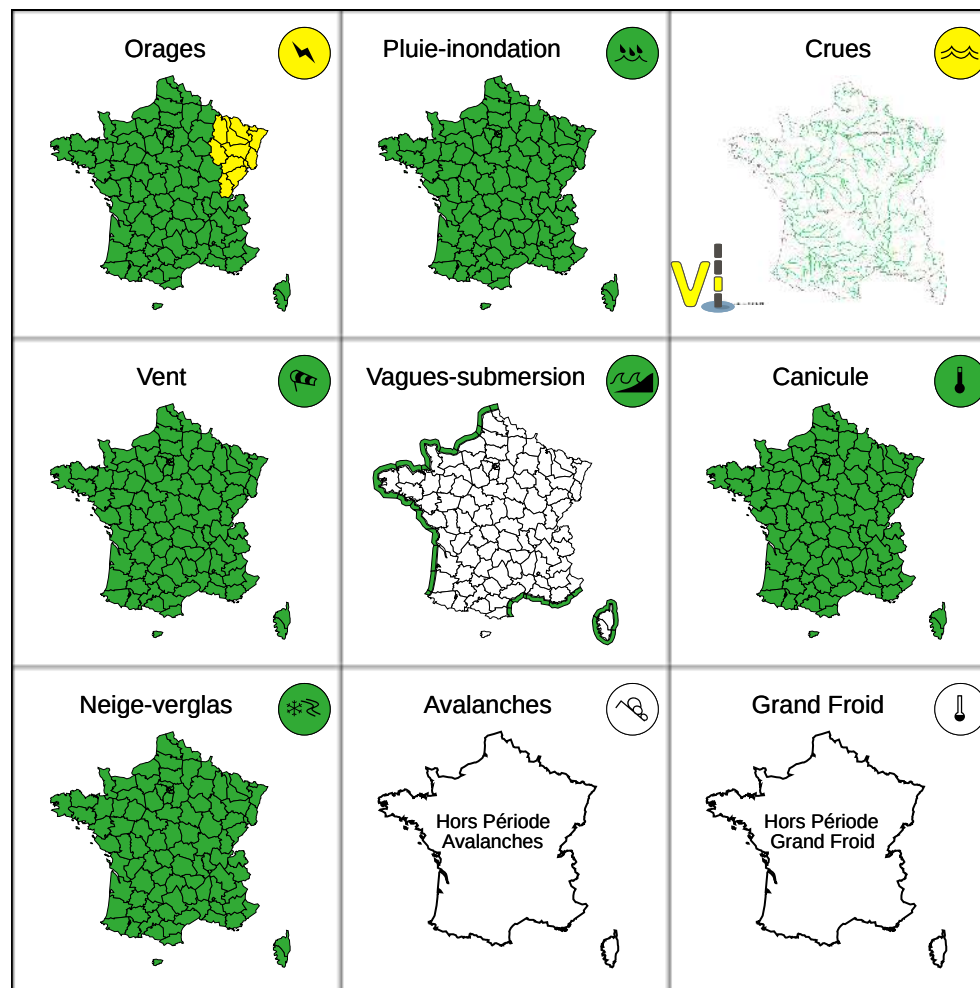 Orages
Pluie-inondation
Crues
Vi
Vent
Vagues-submersion
Canicule
Neige-verglas
Avalanches
Grand Froid
Hors Période
Avalanches
Hors Période
Grand Froid